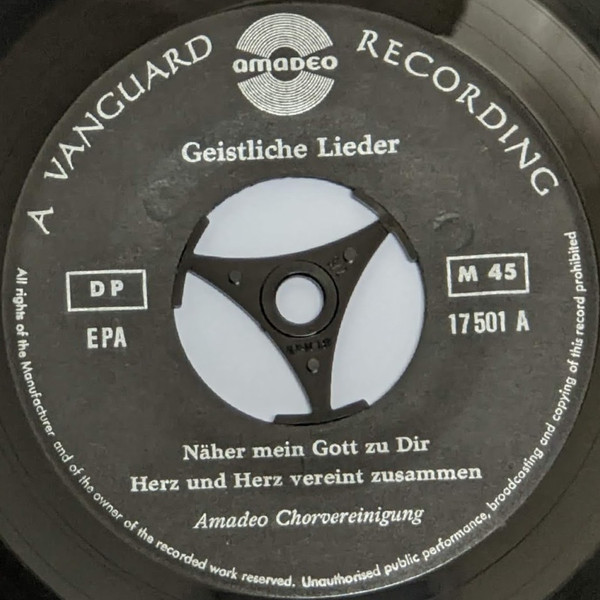 A VANGUARD RECORDING
amadeo
Geistliche Lieder
DP
M 45
EPA
17501 A
Näher mein Gott zu Dir
Herz und Herz vereint zusammen
Amadeo Chorvereinigung
All rights of the Manufacturer and of the owner of the recorded work reserved. Unauthorised public performance, broadcasting and copying of this record prohibited